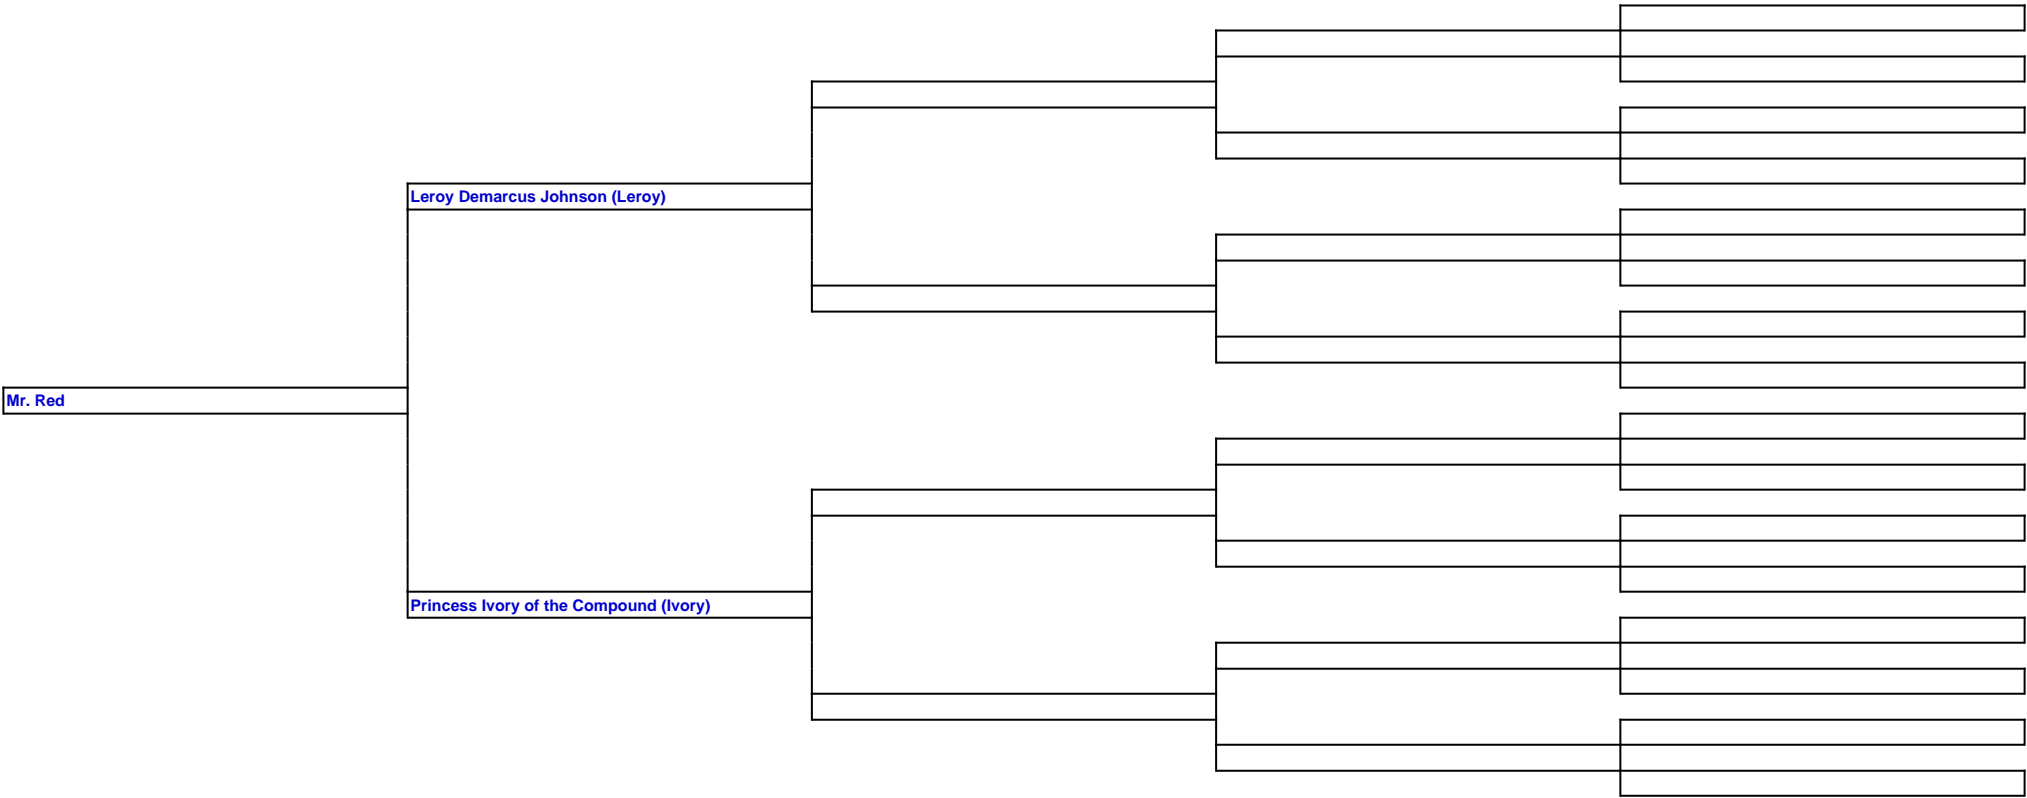 Leroy Demarcus Johnson (Leroy)
Mr. Red
Princess Ivory of the Compound (Ivory)